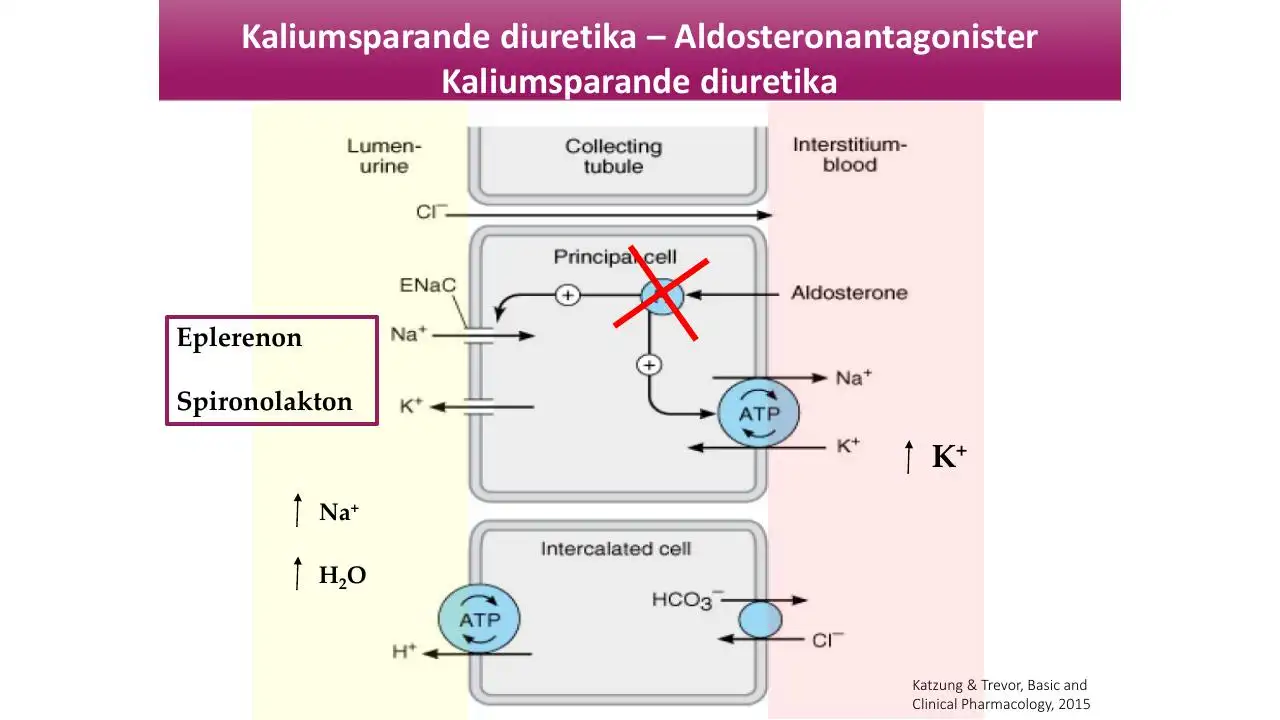 Kaliumsparande diuretika – Aldosteronantagonister
Kaliumsparande diuretika
Lumen-
urine
Collecting
tubule
Interstitium-
blood
Cl⁻
Principal cell
ENaC
Aldosterone
+
Na⁺
Eplerenon
Spironolakton
+
Na⁺
K⁺
ATP
K⁺
↑ K⁺
↑ Na⁺
↑ H₂O
Intercalated cell
HCO₃⁻
ATP
Cl⁻
H⁺
Katzung & Trevor, Basic and
Clinical Pharmacology, 2015